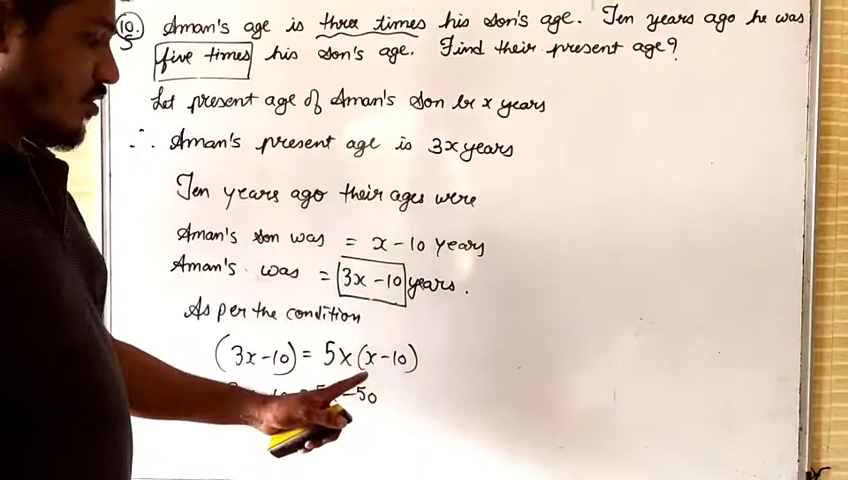 10. Aman's age is three times his son's age. Ten years ago he was
5 five times his son's age. Find their present age?
Let present age of Aman's son be x years
∴ Aman's present age is 3x years
Ten years ago their ages were
Aman's son was = x - 10 years
Aman's was = 3x - 10 years.
As per the condition
(3x - 10) = 5 × (x - 10)
- 50